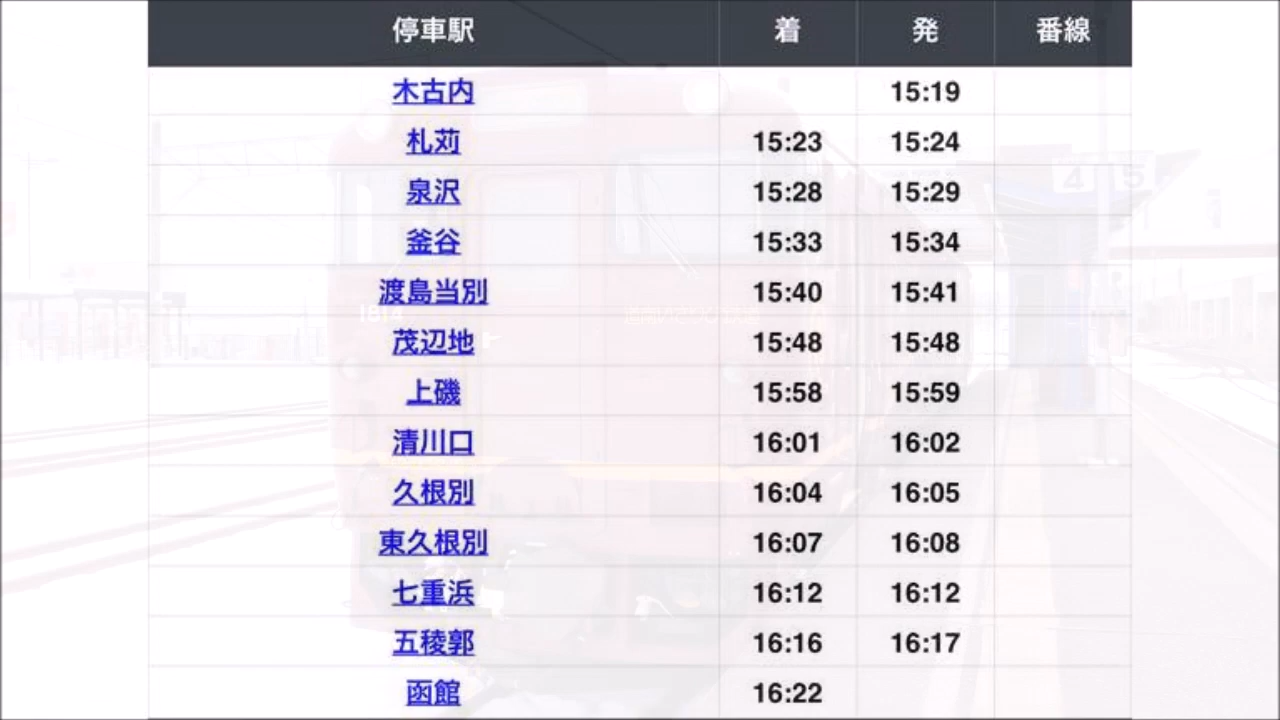 停車駅 着 発 番線
木古内 15:19
札苅 15:23 15:24
泉沢 15:28 15:29
釜谷 15:33 15:34
渡島当別 15:40 15:41
茂辺地 15:48 15:48
上磯 15:58 15:59
清川口 16:01 16:02
久根別 16:04 16:05
東久根別 16:07 16:08
七重浜 16:12 16:12
五稜郭 16:16 16:17
函館 16:22
4 5